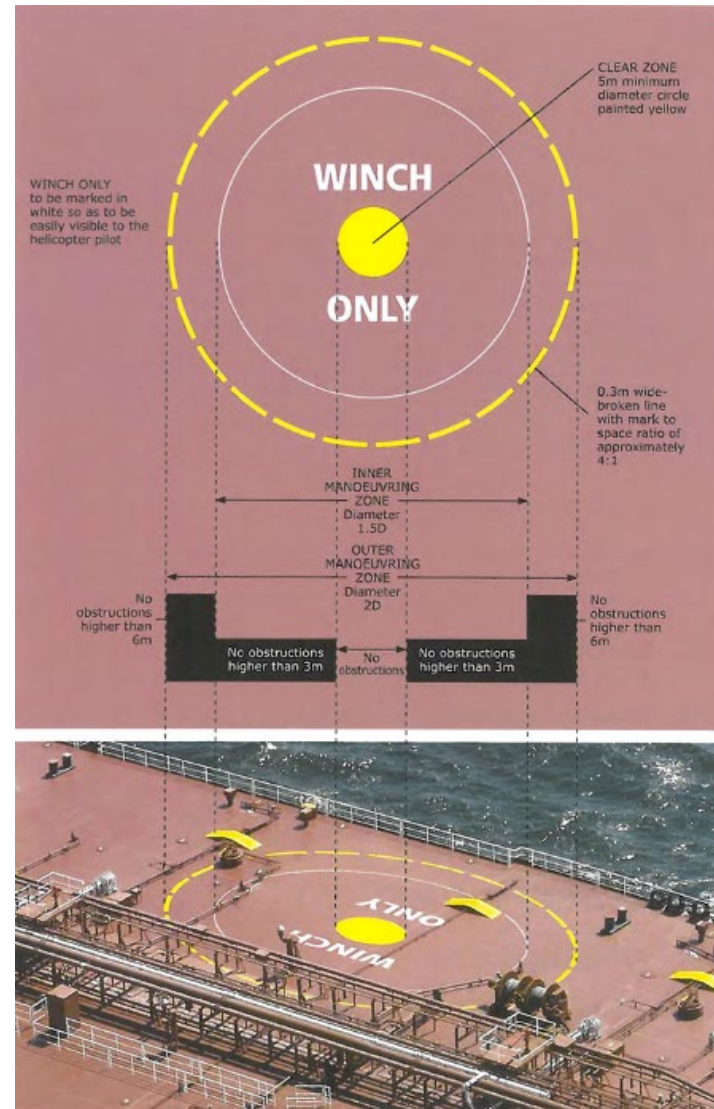 CLEAR ZONE
5m minimum
diameter circle
painted yellow
WINCH
WINCH ONLY
to be marked in
white so as to be
easily visible to the
helicopter pilot
ONLY
0.3m wide-
broken line
with mark to
space ratio of
approximately
4:1
INNER
MANOEUVRING
ZONE
Diameter
1.5D
OUTER
MANOEUVRING
ZONE
Diameter
2D
No
obstructions
higher than
6m
No obstructions
higher than 3m
No
obstructions
No obstructions
higher than 3m
No
obstructions
higher than
6m
WINCH
ONLY